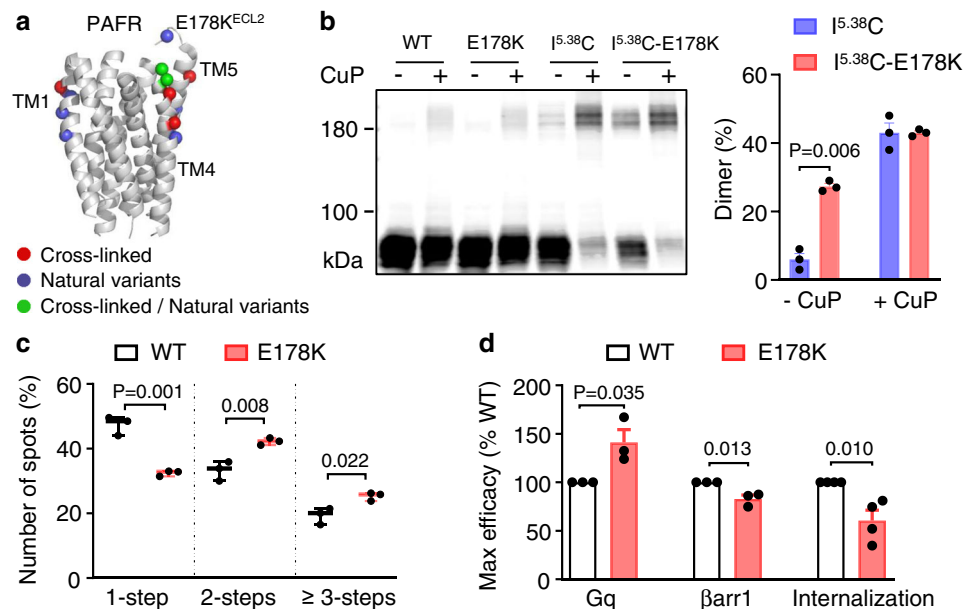 a
PAFR
E178K^ECL2
TM5
TM1
TM4
Cross-linked
Natural variants
Cross-linked / Natural variants
b
WT E178K I^5.38C I^5.38C-E178K
CuP - + - + - + - +
180
100
kDa
I^5.38C
I^5.38C-E178K
Dimer (%)
60
40
20
0
P=0.006
- CuP + CuP
c
WT E178K
Number of spots (%)
60
40
20
0
P=0.001
0.008
0.022
1-step 2-steps ≥ 3-steps
d
WT E178K
Max efficacy (% WT)
200
150
100
50
0
P=0.035
0.013
0.010
Gq βarr1 Internalization